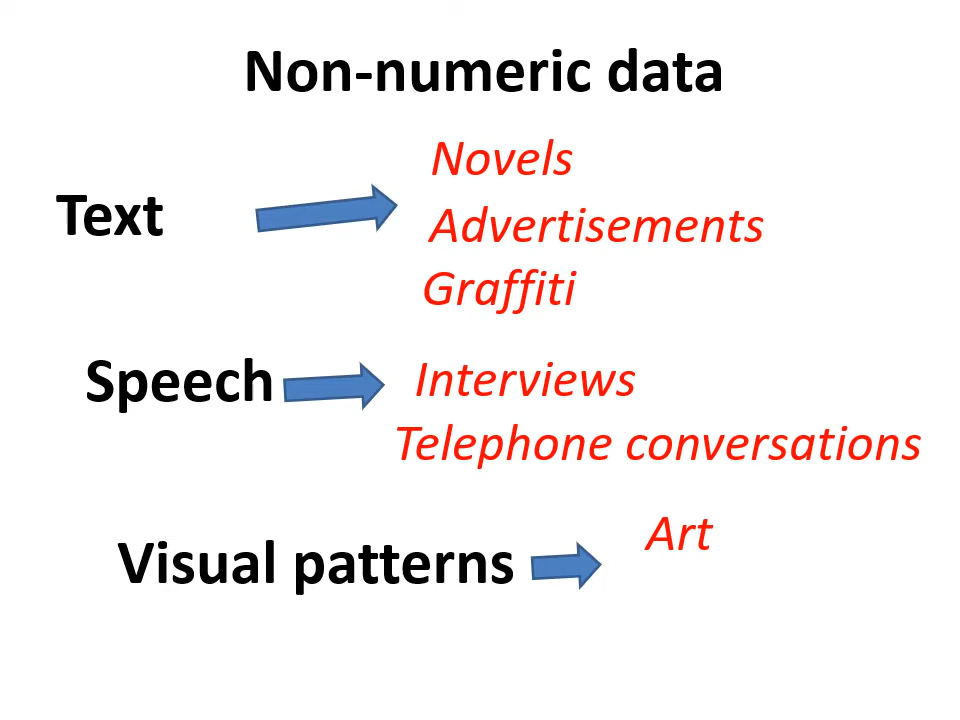 Non-numeric data
Novels
Text
Advertisements
Graffiti
Speech
Interviews
Telephone conversations
Art
Visual patterns